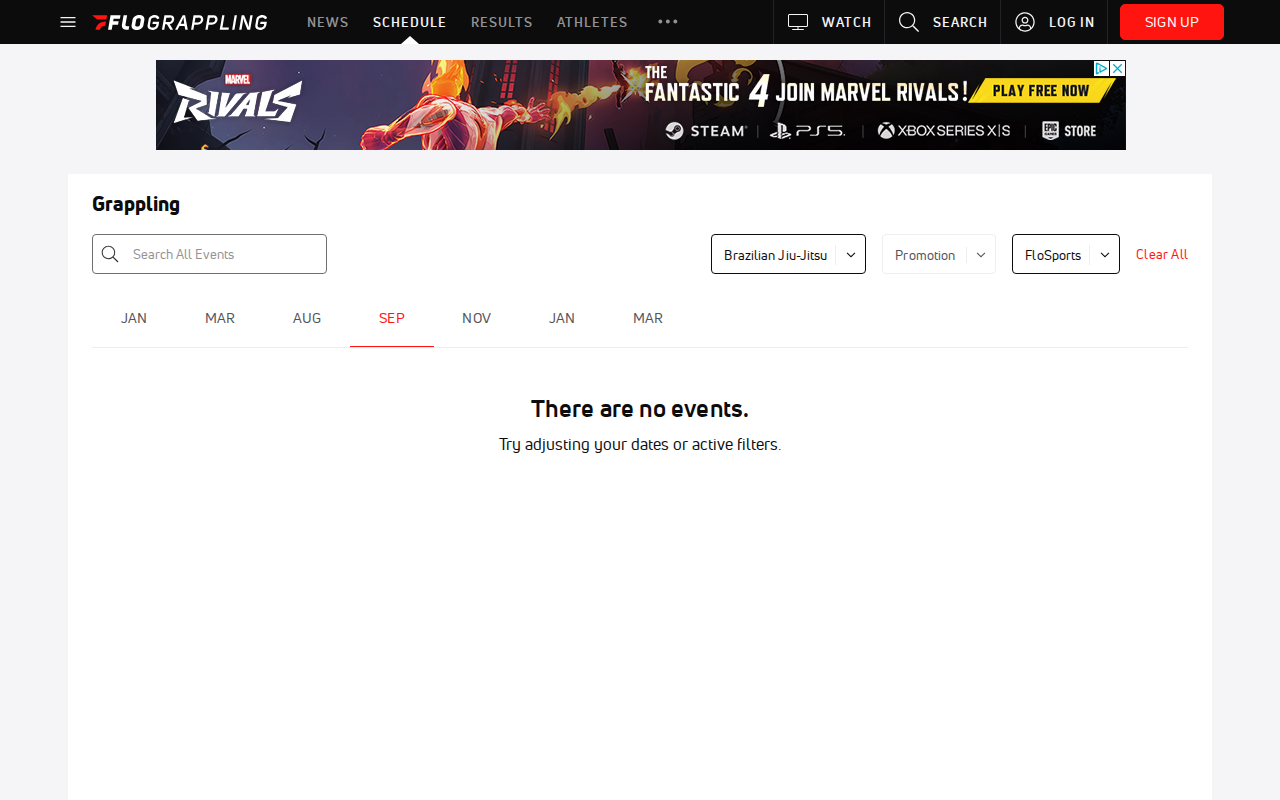 FLOGRAPPLING NEWS SCHEDULE RESULTS ATHLETES WATCH SEARCH LOG IN SIGN UP
MARVEL
RIVALS
THE
FANTASTIC 4 JOIN MARVEL RIVALS!
PLAY FREE NOW
STEAM PS5 XBOX SERIES X|S EPIC GAMES STORE
Grappling
Search All Events Brazilian Jiu-Jitsu Promotion FloSports Clear All
JAN MAR AUG SEP NOV JAN MAR
There are no events.
Try adjusting your dates or active filters.